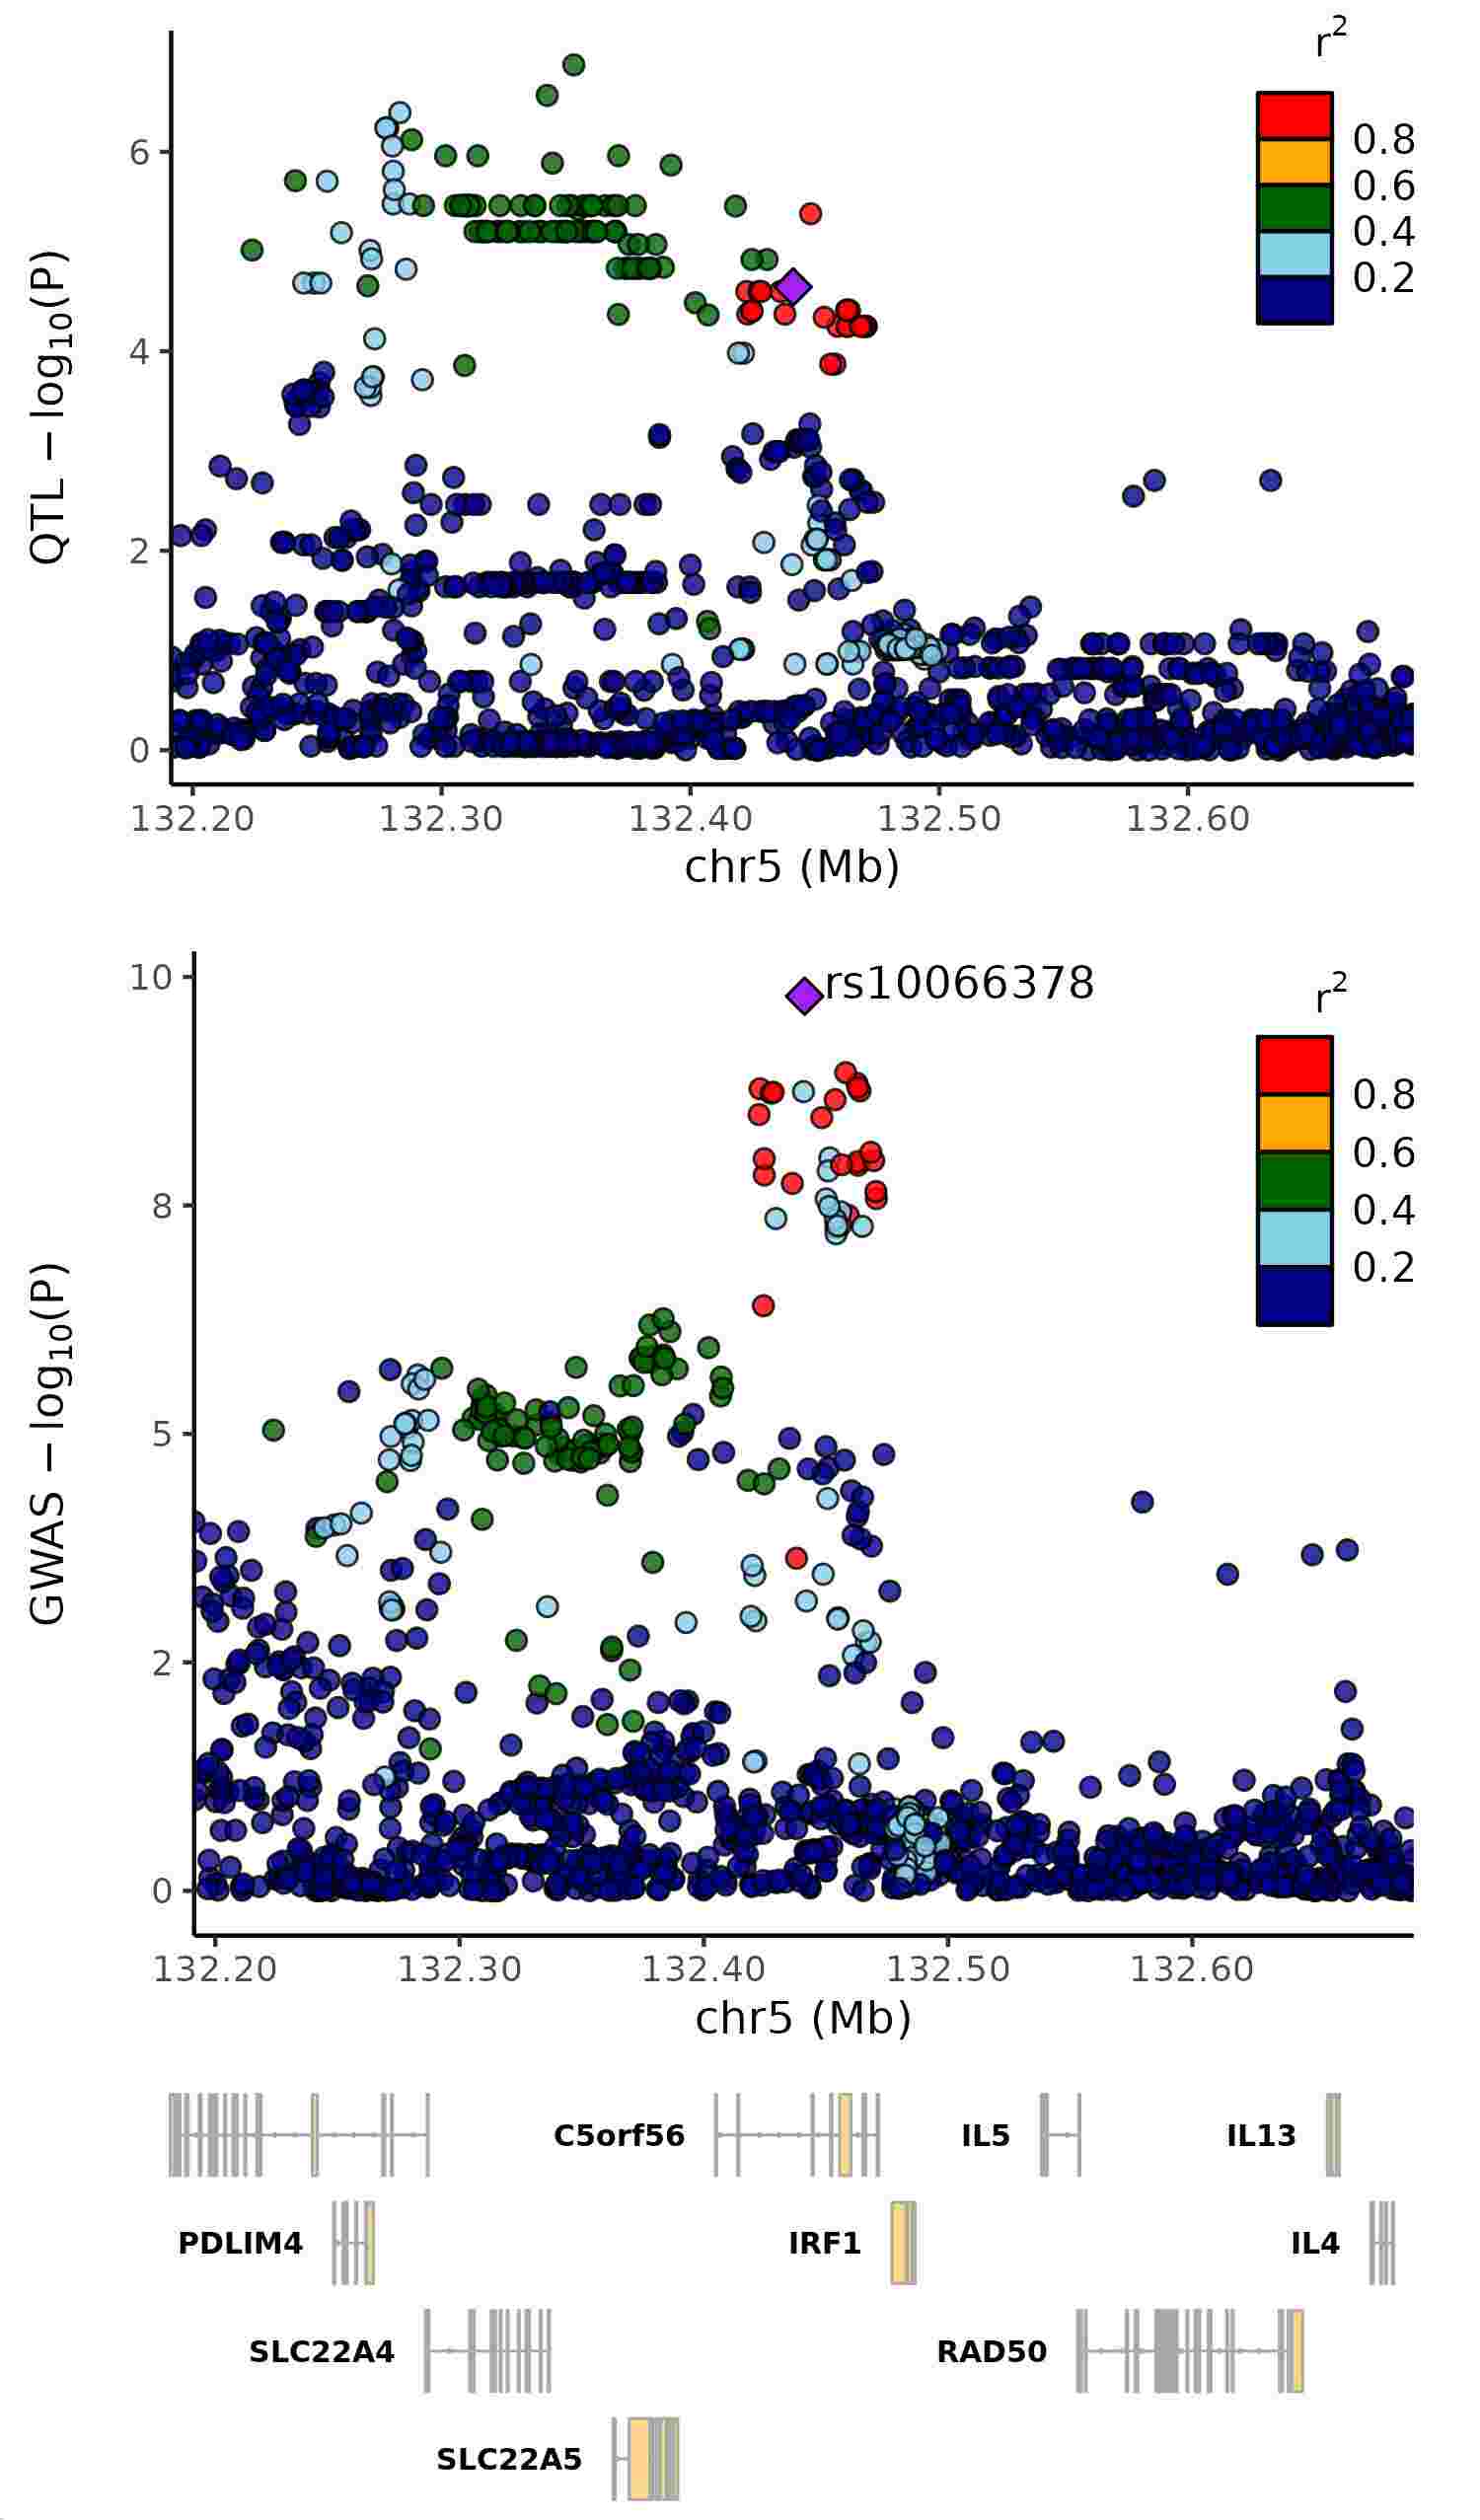 r²
0.8
0.6
0.4
0.2
6
4
2
0
QTL −log₁₀(P)
132.20 132.30 132.40 132.50 132.60
chr5 (Mb)
rs10066378
r²
0.8
0.6
0.4
0.2
10
8
5
2
0
GWAS −log₁₀(P)
132.20 132.30 132.40 132.50 132.60
chr5 (Mb)
C5orf56 IL5 IL13
PDLIM4 IRF1 IL4
SLC22A4 RAD50
SLC22A5